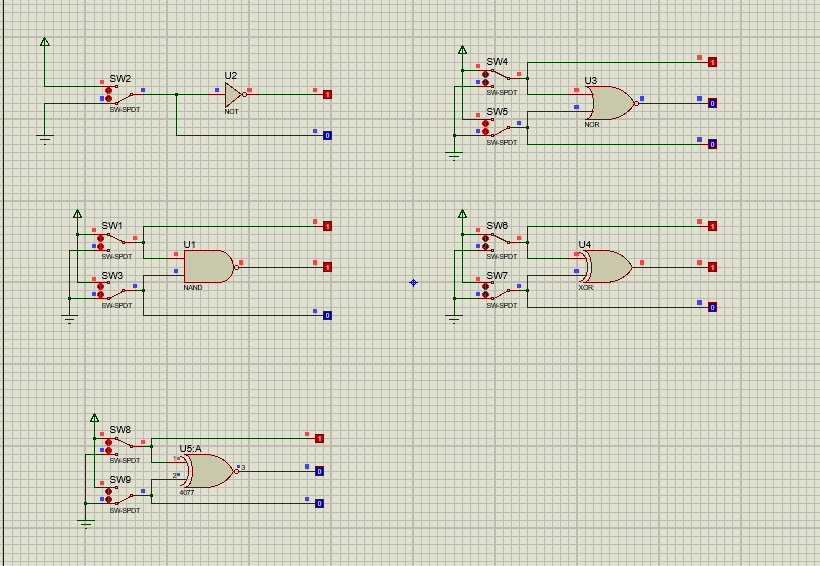 SW2
SW-SPDT
U2
NOT
1
0
SW4
SW-SPDT
SW5
SW-SPDT
U3
NOR
1
0
0
SW1
SW-SPDT
SW3
SW-SPDT
U1
NAND
1
1
0
SW6
SW-SPDT
SW7
SW-SPDT
U4
XOR
1
1
0
SW8
SW-SPDT
SW9
SW-SPDT
U5:A
1
2
3
4077
1
0
0